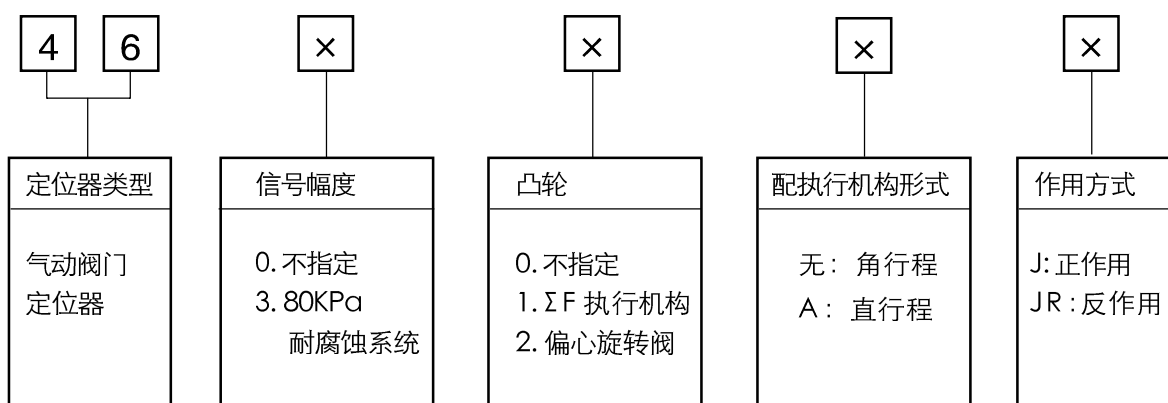 4 6 × × × ×
定位器类型
气动阀门
定位器
信号幅度
0. 不指定
3. 80KPa
耐腐蚀系统
凸轮
0. 不指定
1. ΣF 执行机构
2. 偏心旋转阀
配执行机构形式
无: 角行程
A: 直行程
作用方式
J: 正作用
JR: 反作用